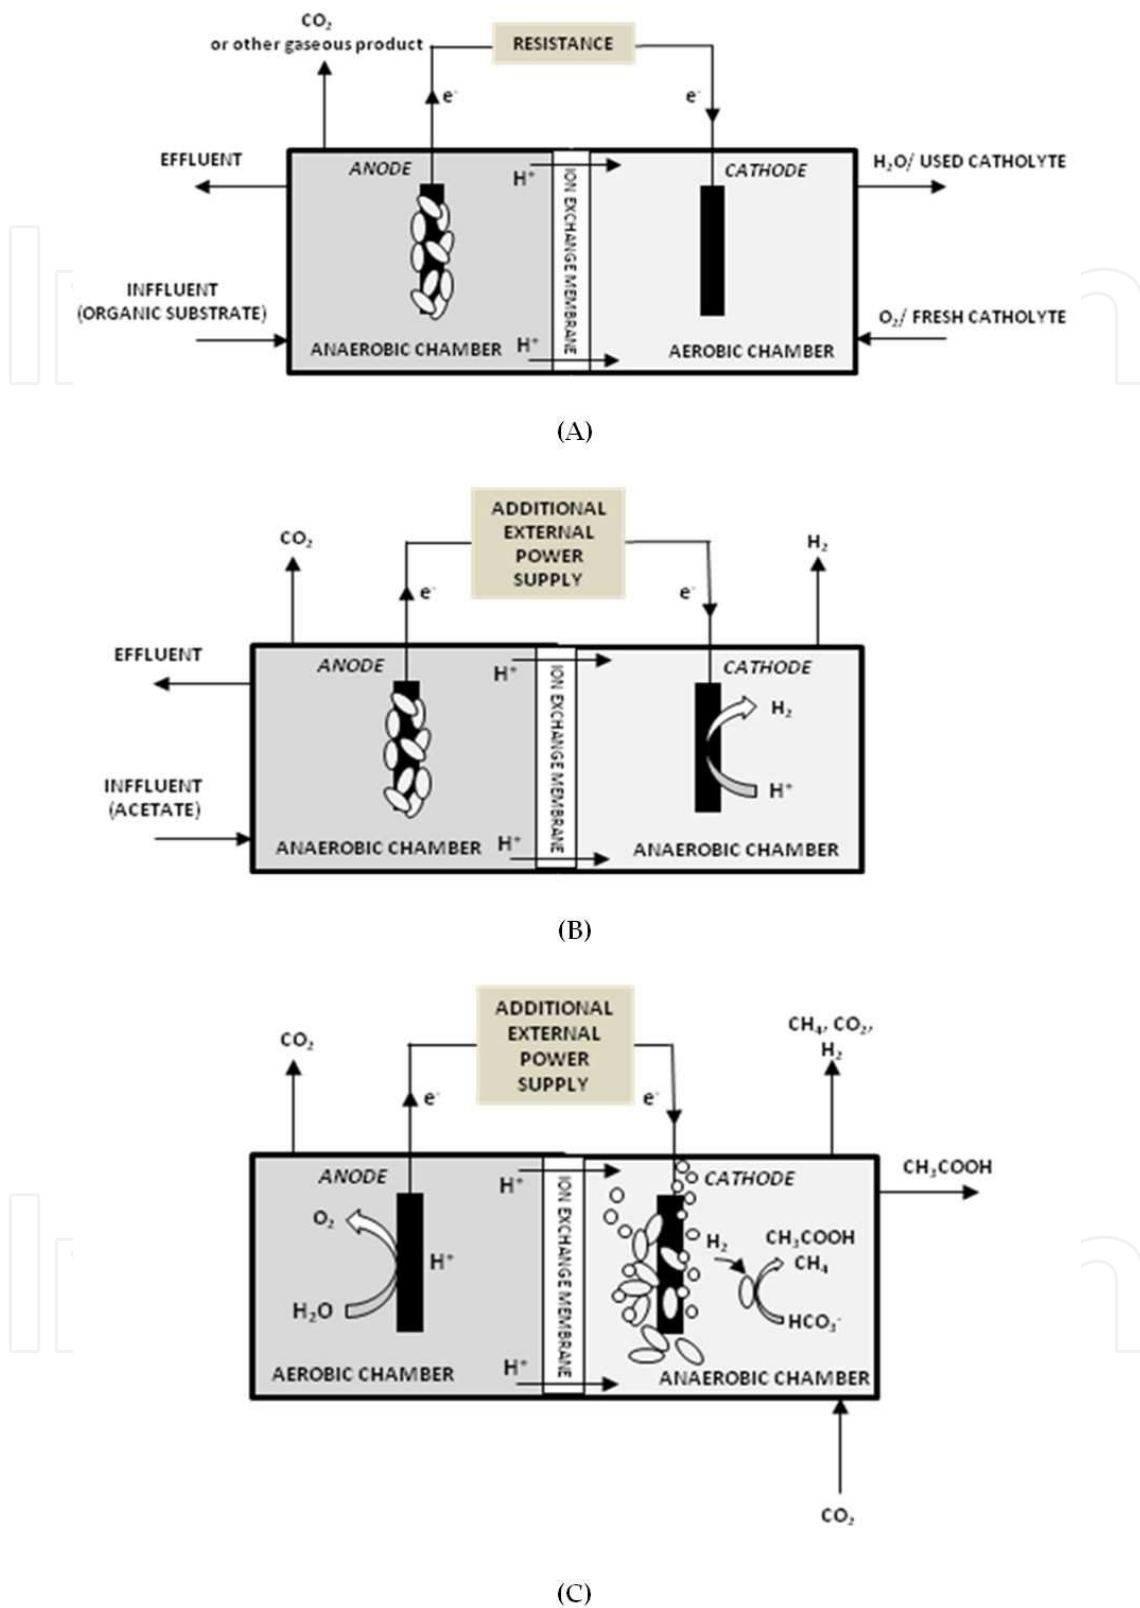 CO₂
or other gaseous product
RESISTANCE
e⁻
e⁻
EFFLUENT
ANODE
H⁺
ION EXCHANGE MEMBRANE
CATHODE
H₂O/ USED CATHOLYTE
INFFLUENT
(ORGANIC SUBSTRATE)
O₂/ FRESH CATHOLYTE
ANAEROBIC CHAMBER
H⁺
AEROBIC CHAMBER
(A)
ADDITIONAL
EXTERNAL
POWER
SUPPLY
CO₂
H₂
e⁻
e⁻
EFFLUENT
ANODE
H⁺
ION EXCHANGE MEMBRANE
CATHODE
H₂
H⁺
INFFLUENT
(ACETATE)
ANAEROBIC CHAMBER
H⁺
ANAEROBIC CHAMBER
(B)
ADDITIONAL
EXTERNAL
POWER
SUPPLY
CO₂
CH₄, CO₂,
H₂
e⁻
e⁻
ANODE
H⁺
ION EXCHANGE MEMBRANE
CATHODE
CH₃COOH
O₂
H⁺
H₂O
H₂
CH₃COOH
CH₄
HCO₃⁻
AEROBIC CHAMBER
H⁺
ANAEROBIC CHAMBER
CO₂
(C)